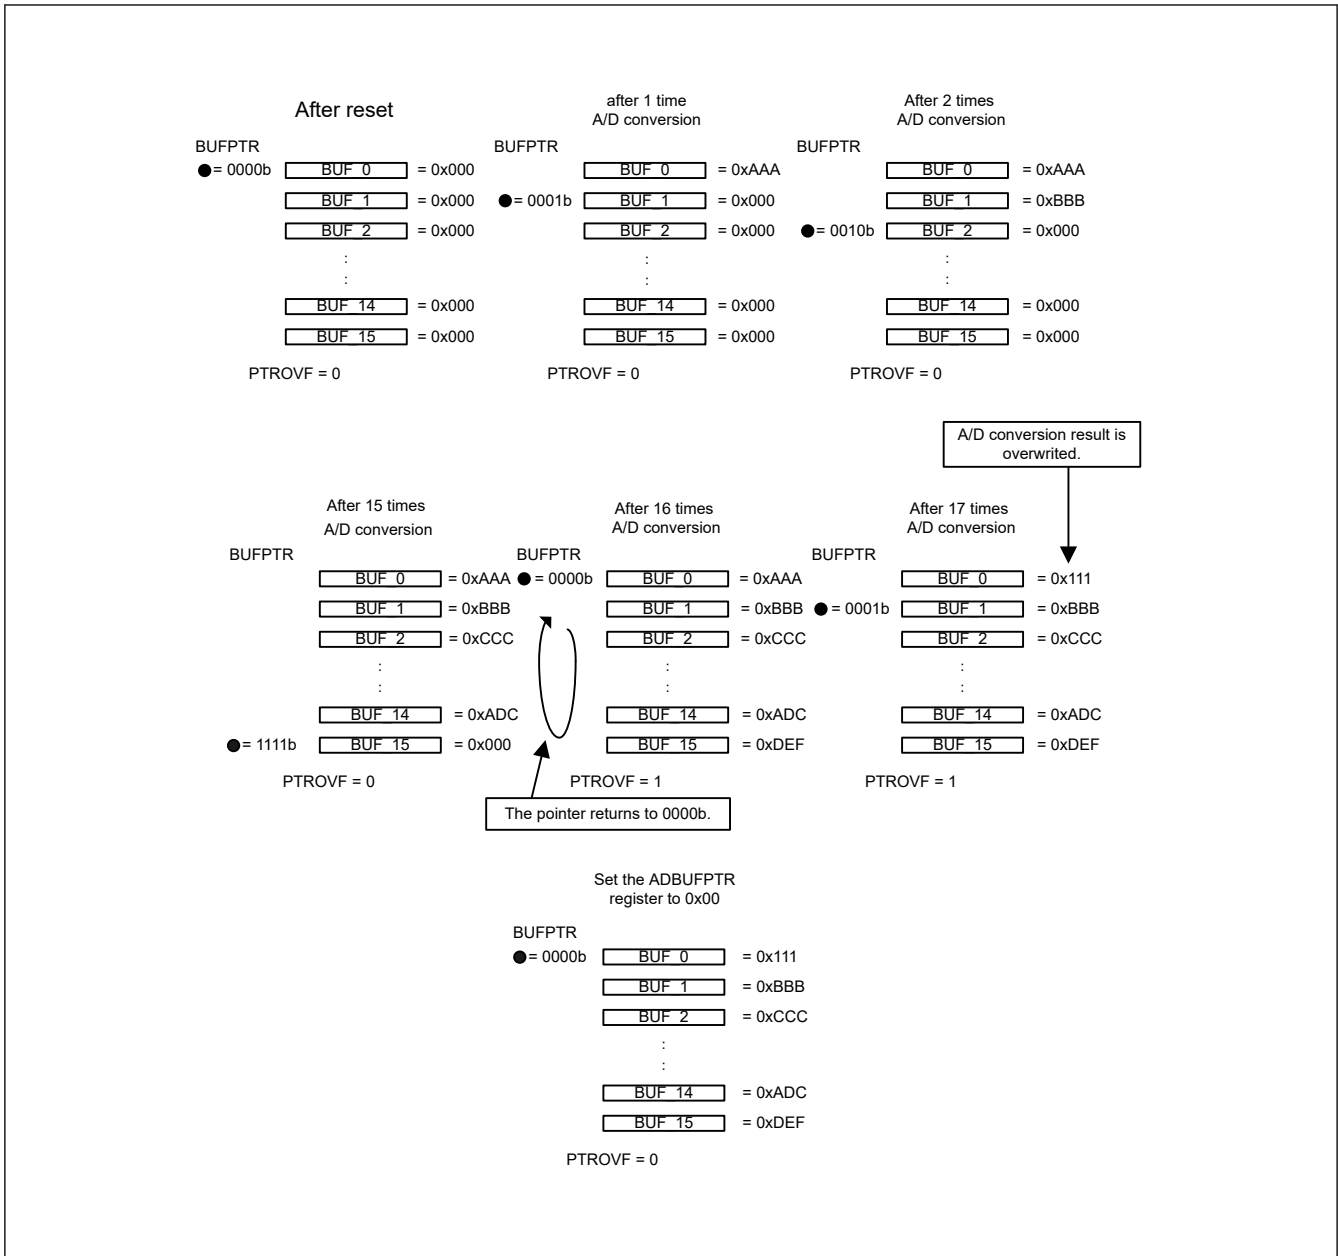 After reset
BUFPTR
= 0000b BUF_0 = 0x000
BUF_1 = 0x000
BUF_2 = 0x000
:
:
BUF_14 = 0x000
BUF_15 = 0x000
PTROVF = 0
after 1 time
A/D conversion
BUFPTR
BUF_0 = 0xAAA
= 0001b BUF_1 = 0x000
BUF_2 = 0x000
:
:
BUF_14 = 0x000
BUF_15 = 0x000
PTROVF = 0
After 2 times
A/D conversion
BUFPTR
BUF_0 = 0xAAA
BUF_1 = 0xBBB
= 0010b BUF_2 = 0x000
:
:
BUF_14 = 0x000
BUF_15 = 0x000
PTROVF = 0
After 15 times
A/D conversion
BUFPTR
BUF_0 = 0xAAA
BUF_1 = 0xBBB
BUF_2 = 0xCCC
:
:
BUF_14 = 0xADC
= 1111b BUF_15 = 0x000
PTROVF = 0
After 16 times
A/D conversion
BUFPTR
= 0000b BUF_0 = 0xAAA
BUF_1 = 0xBBB
BUF_2 = 0xCCC
:
:
BUF_14 = 0xADC
BUF_15 = 0xDEF
PTROVF = 1
The pointer returns to 0000b.
A/D conversion result is
overwrited.
After 17 times
A/D conversion
BUFPTR
BUF_0 = 0x111
= 0001b BUF_1 = 0xBBB
BUF_2 = 0xCCC
:
:
BUF_14 = 0xADC
BUF_15 = 0xDEF
PTROVF = 1
Set the ADBUFPTR
register to 0x00
BUFPTR
= 0000b BUF_0 = 0x111
BUF_1 = 0xBBB
BUF_2 = 0xCCC
:
:
BUF_14 = 0xADC
BUF_15 = 0xDEF
PTROVF = 0